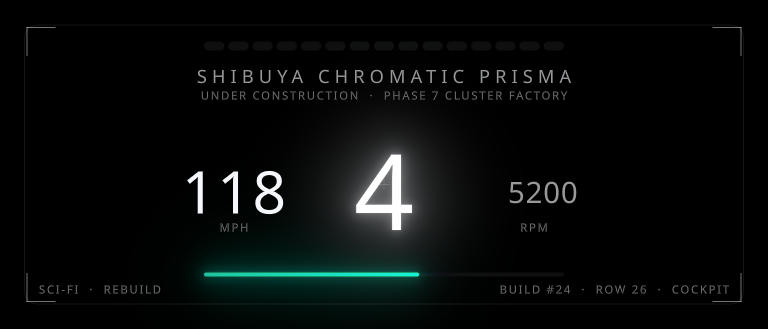 SHIBUYA CHROMATIC PRISMA
UNDER CONSTRUCTION · PHASE 7 CLUSTER FACTORY
118
MPH
4
5200
RPM
SCI-FI · REBUILD
BUILD #24 · ROW 26 · COCKPIT